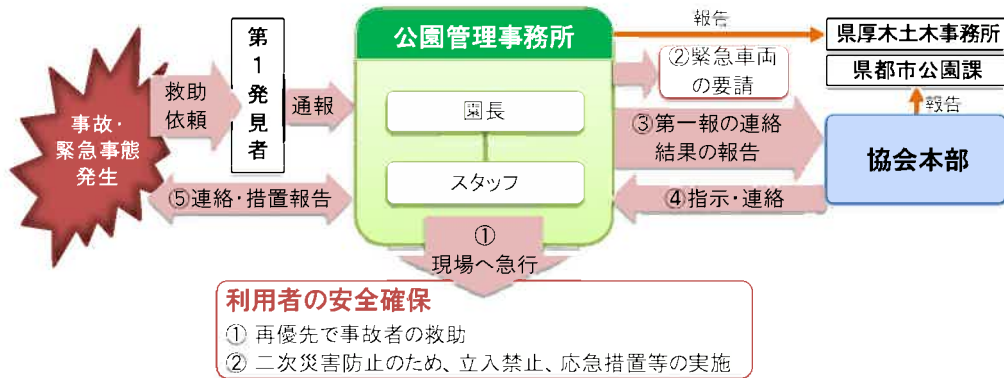 事故・
緊急事態
発生
救助
依頼
第１発見者
通報
公園管理事務所
園長
スタッフ
報告
県厚木土木事務所
県都市公園課
②緊急車両
の要請
報告
③第一報の連絡
結果の報告
協会本部
④指示・連絡
⑤連絡・措置報告
①
現場へ急行
利用者の安全確保
① 再優先で事故者の救助
② 二次災害防止のため、立入禁止、応急措置等の実施